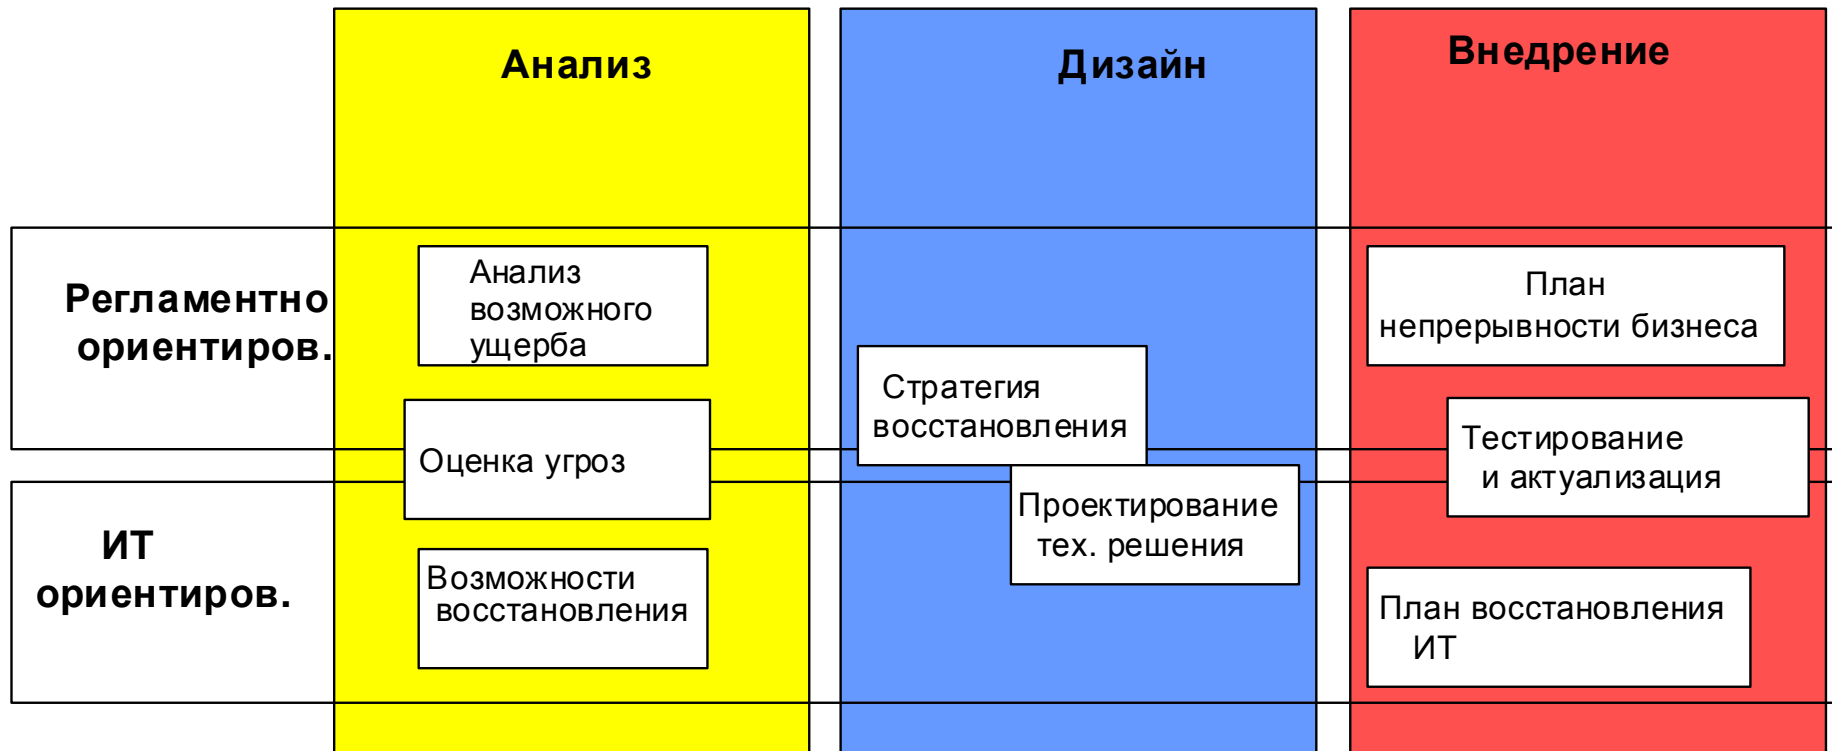 Анализ
Дизайн
Внедрение
Регламентно
ориентиров.
Анализ
возможного
ущерба
План
непрерывности бизнеса
Стратегия
восстановления
Оценка угроз
Тестирование
и актуализация
Проектирование
тех. решения
ИТ
ориентиров.
Возможности
восстановления
План восстановления
ИТ